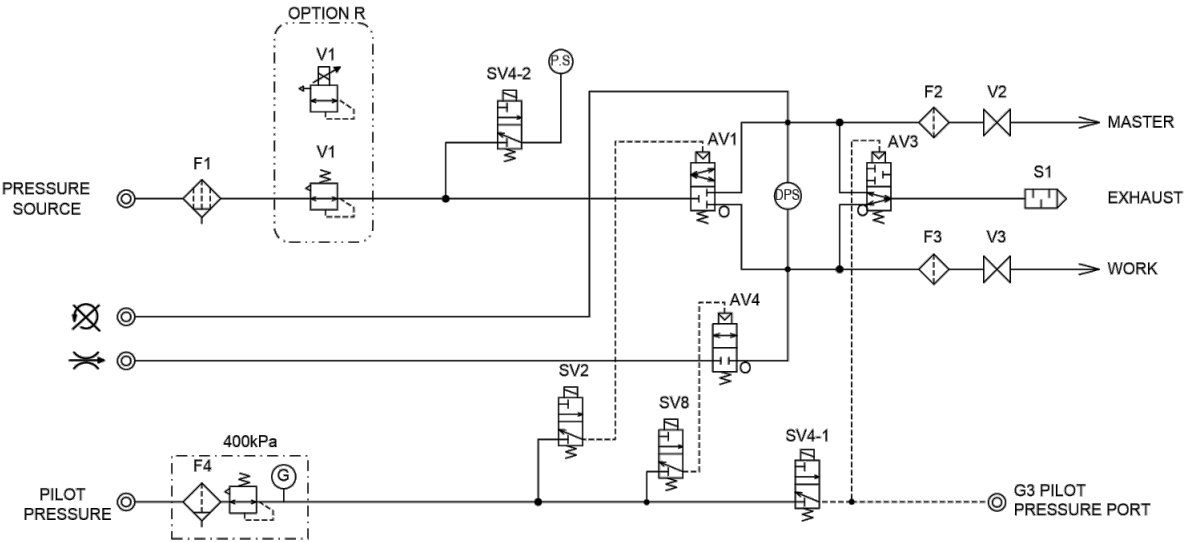 OPTION R
V1
SV4-2
P.S
F2
V2
MASTER
AV1
AV3
V1
F1
PRESSURE
SOURCE
DPS
S1
EXHAUST
F3
V3
WORK
AV4
SV2
SV8
SV4-1
400kPa
F4
G
PILOT
PRESSURE
G3 PILOT
PRESSURE PORT